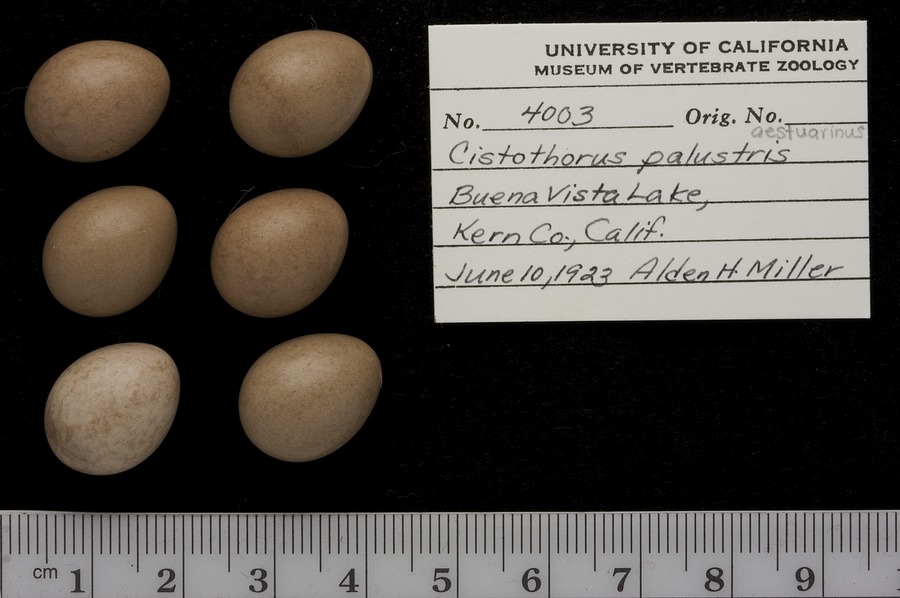 UNIVERSITY OF CALIFORNIA
MUSEUM OF VERTEBRATE ZOOLOGY
No. 4003 Orig. No.
aestuarinus
Cistothorus palustris
Buena Vista Lake,
Kern Co., Calif.
June 10, 1923 Alden H. Miller
cm 1 2 3 4 5 6 7 8 9